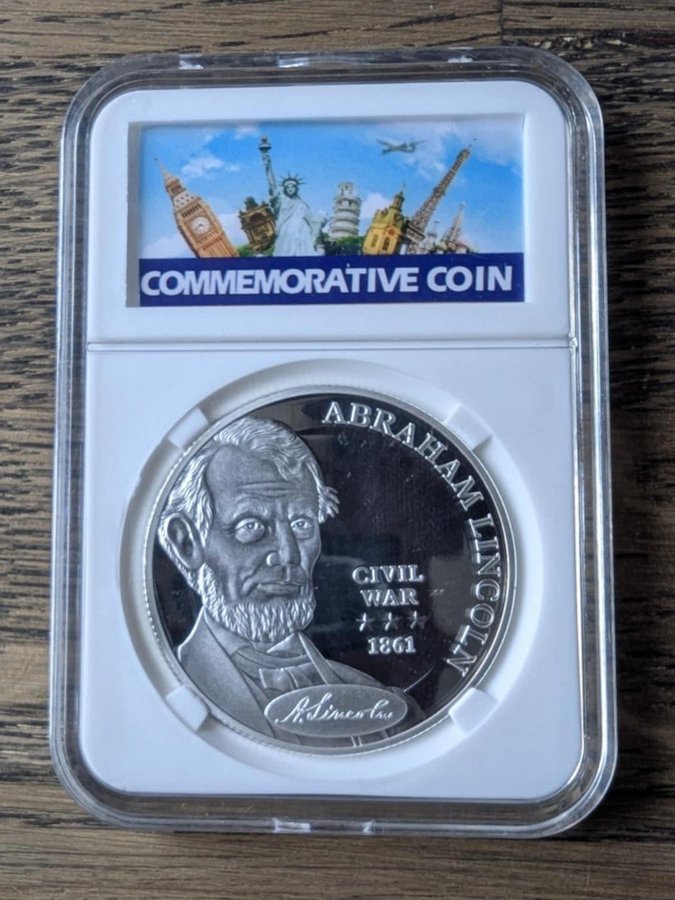 COMMEMORATIVE COIN
ABRAHAM LINCOLN
CIVIL
WAR
1861
A. Lincoln